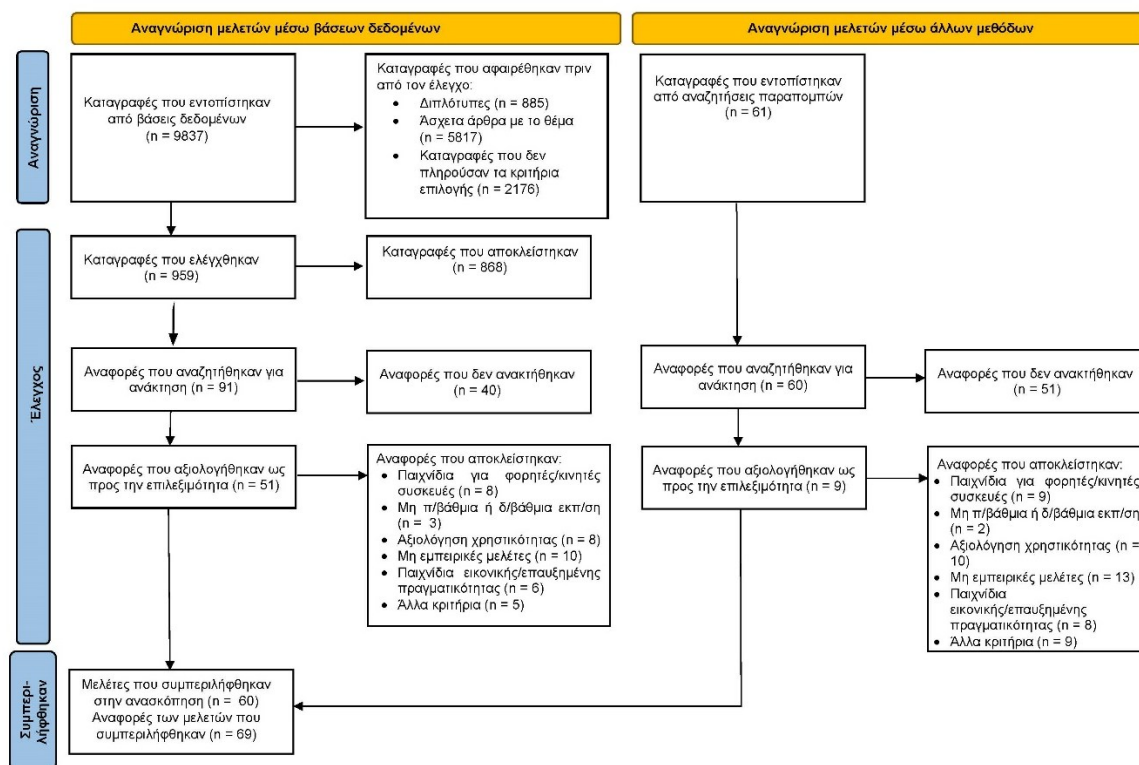 Αναγνώριση μελετών μέσω βάσεων δεδομένων
Αναγνώριση μελετών μέσω άλλων μεθόδων
Αναγνώριση
Καταγραφές που εντοπίστηκαν
από βάσεις δεδομένων
(n = 9837)
Καταγραφές που αφαιρέθηκαν πριν
από τον έλεγχο:
• Διπλότυπες (n = 885)
• Άσχετα άρθρα με το θέμα
(n = 5817)
• Καταγραφές που δεν
πληρούσαν τα κριτήρια
επιλογής (n = 2176)
Καταγραφές που εντοπίστηκαν
από αναζητήσεις παραπομπών
(n = 61)
Έλεγχος
Καταγραφές που ελέγχθηκαν
(n = 959)
Καταγραφές που αποκλείστηκαν
(n = 868)
Αναφορές που αναζητήθηκαν για
ανάκτηση (n = 91)
Αναφορές που δεν ανακτήθηκαν
(n = 40)
Αναφορές που αναζητήθηκαν για
ανάκτηση (n = 60)
Αναφορές που δεν ανακτήθηκαν
(n = 51)
Αναφορές που αξιολογήθηκαν ως
προς την επιλεξιμότητα (n = 51)
Αναφορές που αποκλείστηκαν:
• Παιχνίδια για φορητές/κινητές
συσκευές (n = 8)
• Μη π/βάθμια ή δ/βάθμια εκπ/ση
(n = 3)
• Αξιολόγηση χρηστικότητας (n = 8)
• Μη εμπειρικές μελέτες (n = 10)
• Παιχνίδια εικονικής/επαυξημένης
πραγματικότητας (n = 6)
• Άλλα κριτήρια (n = 5)
Αναφορές που αξιολογήθηκαν ως
προς την επιλεξιμότητα (n = 9)
Αναφορές που αποκλείστηκαν:
• Παιχνίδια για φορητές/κινητές
συσκευές (n = 9)
• Μη π/βάθμια ή δ/βάθμια εκπ/ση
(n = 2)
• Αξιολόγηση χρηστικότητας (n =
10)
• Μη εμπειρικές μελέτες (n = 13)
• Παιχνίδια
εικονικής/επαυξημένης
πραγματικότητας (n = 8)
• Άλλα κριτήρια (n = 9)
Συμπερι-
λήφθηκαν
Μελέτες που συμπεριλήφθηκαν
στην ανασκόπηση (n = 60)
Αναφορές των μελετών που
συμπεριλήφθηκαν (n = 69)